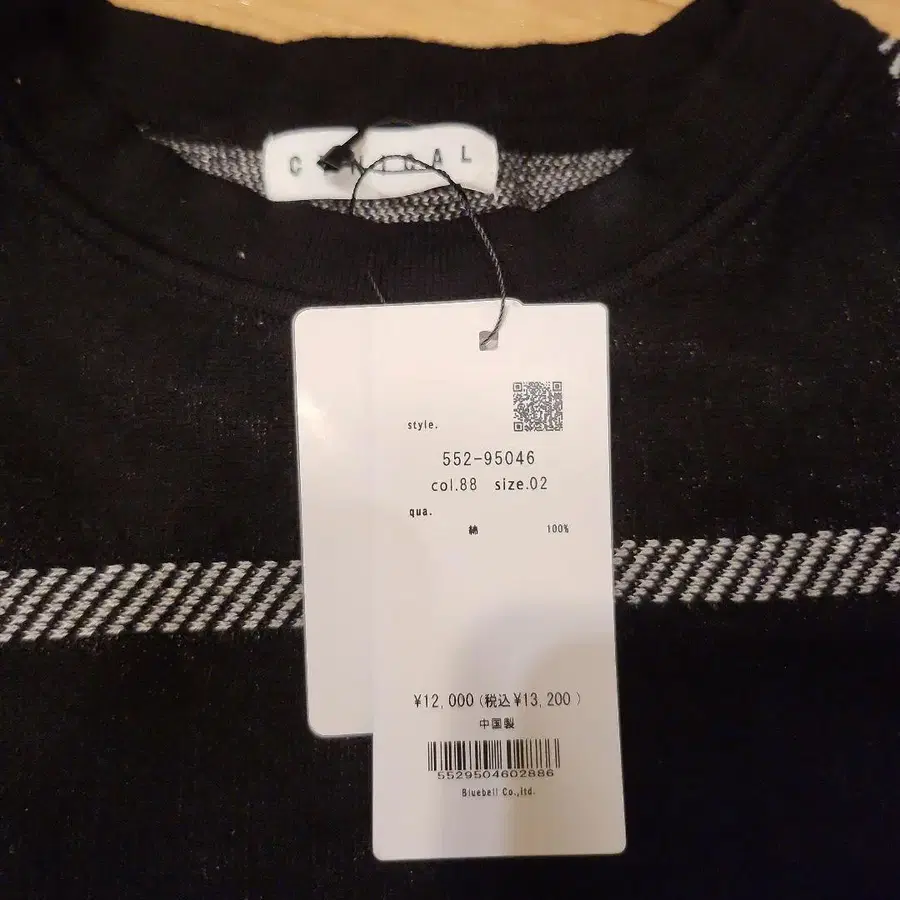 style.
552-95046
col.88 size.02
qua.
綿 100%
¥12,000(税込¥13,200 )
中国製
5529504602886
Bluebell Co.,ltd.